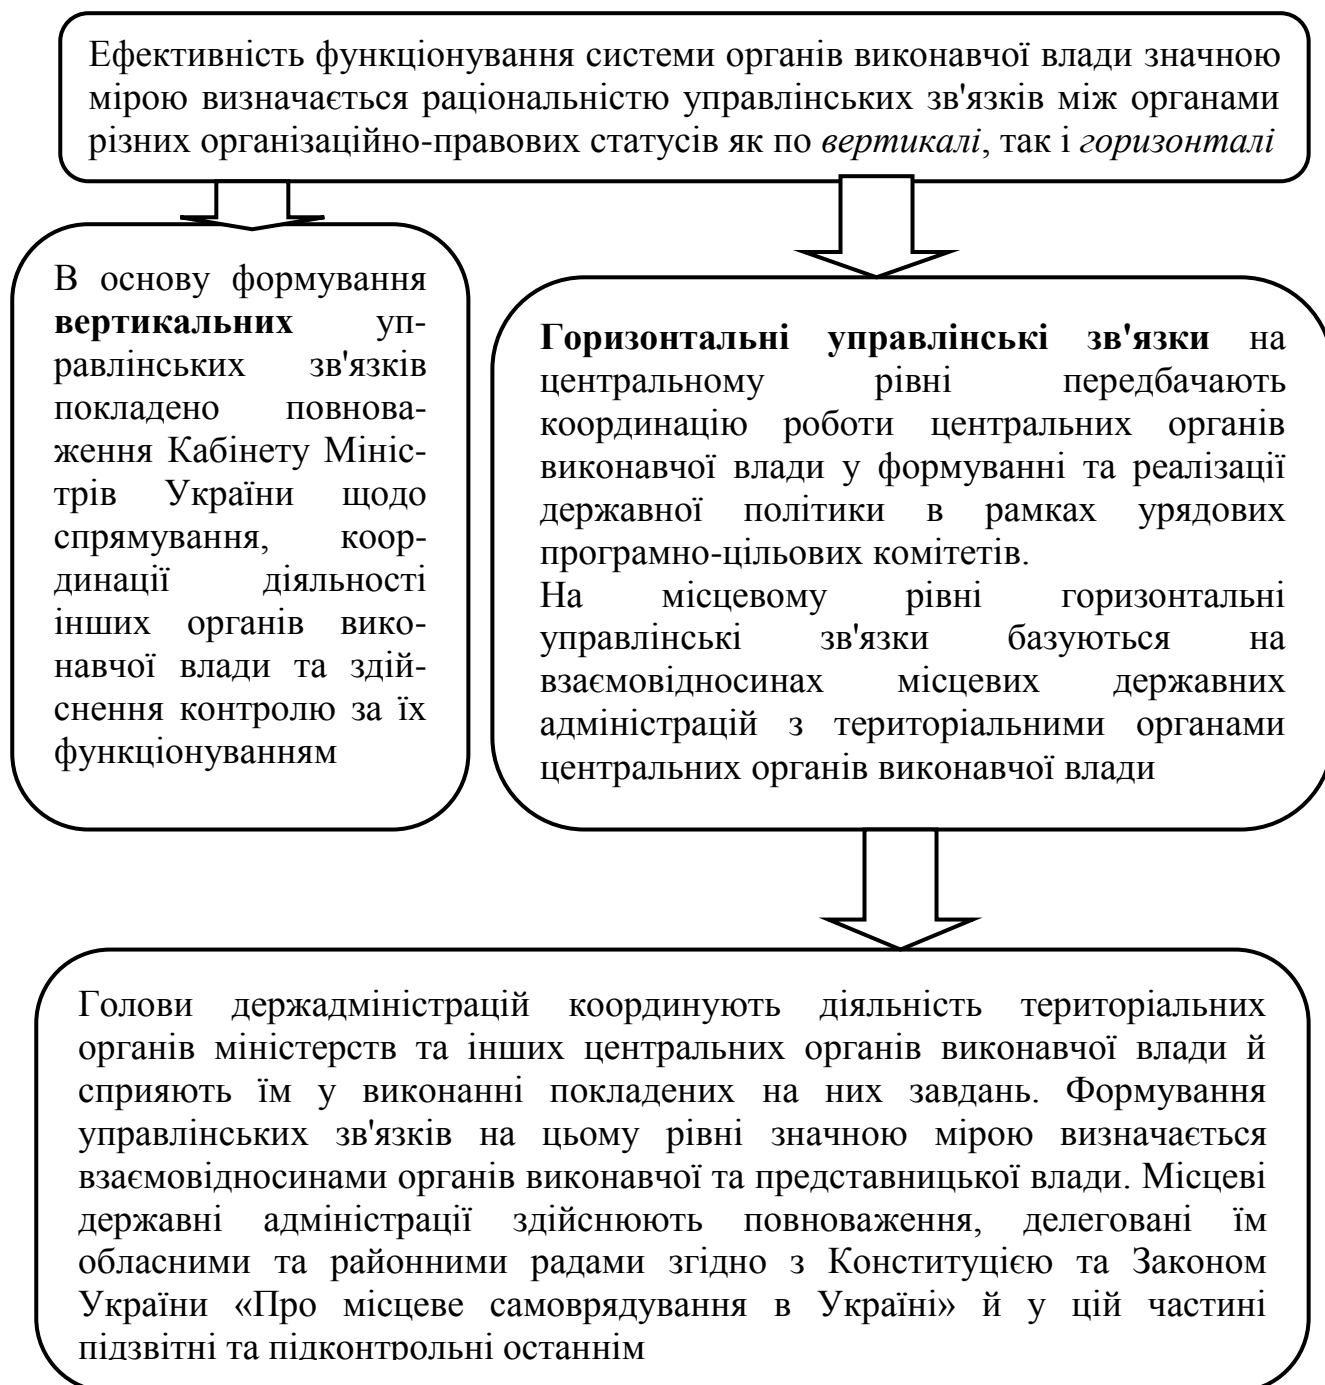 Ефективність функціонування системи органів виконавчої влади значною
мірою визначається раціональністю управлінських зв'язків між органами
різних організаційно-правових статусів як по вертикалі, так і горизонталі
В основу формування
вертикальних уп-
равлінських зв'язків
покладено повнова-
ження Кабінету Мініс-
трів України щодо
спрямування, коор-
динації діяльності
інших органів вико-
навчої влади та здій-
снення контролю за їх
функціонуванням
Горизонтальні управлінські зв'язки на
центральному рівні передбачають
координацію роботи центральних органів
виконавчої влади у формуванні та реалізації
державної політики в рамках урядових
програмно-цільових комітетів.
На місцевому рівні горизонтальні
управлінські зв'язки базуються на
взаємовідносинах місцевих державних
адміністрацій з територіальними органами
центральних органів виконавчої влади
Голови держадміністрацій координують діяльність територіальних
органів міністерств та інших центральних органів виконавчої влади й
сприяють їм у виконанні покладених на них завдань. Формування
управлінських зв'язків на цьому рівні значною мірою визначається
взаємовідносинами органів виконавчої та представницької влади. Місцеві
державні адміністрації здійснюють повноваження, делеговані їм
обласними та районними радами згідно з Конституцією та Законом
України «Про місцеве самоврядування в Україні» й у цій частині
підзвітні та підконтрольні останнім